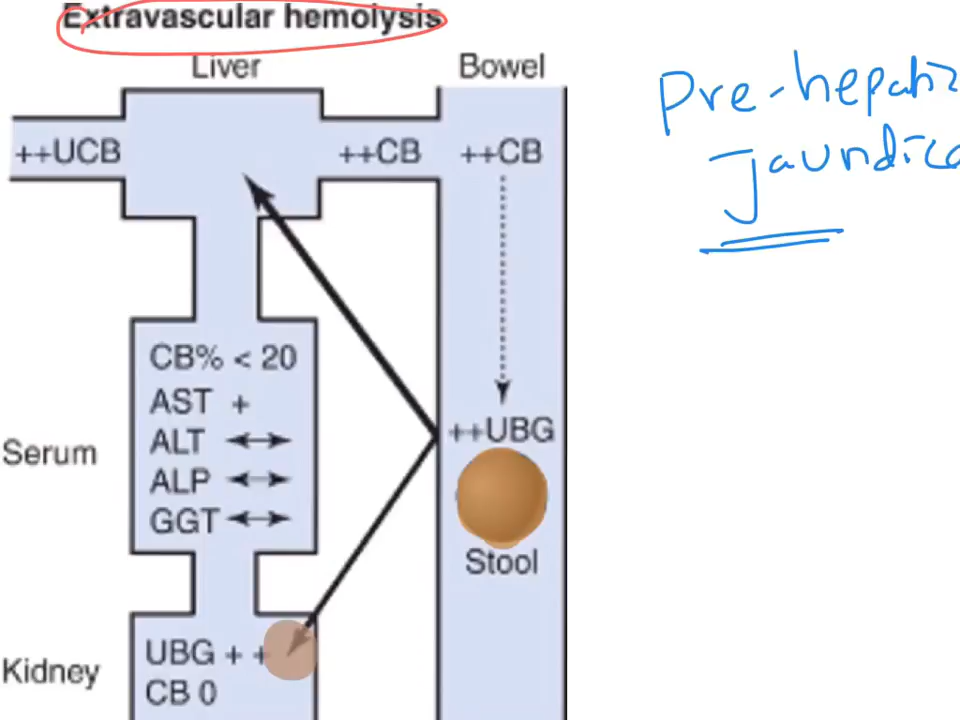 Extravascular hemolysis
Liver
Bowel
++UCB
++CB
++CB
Pre-hepatic
Jaundice
CB% < 20
AST +
ALT ↔
ALP ↔
GGT ↔
Serum
++UBG
Stool
UBG + +
CB 0
Kidney